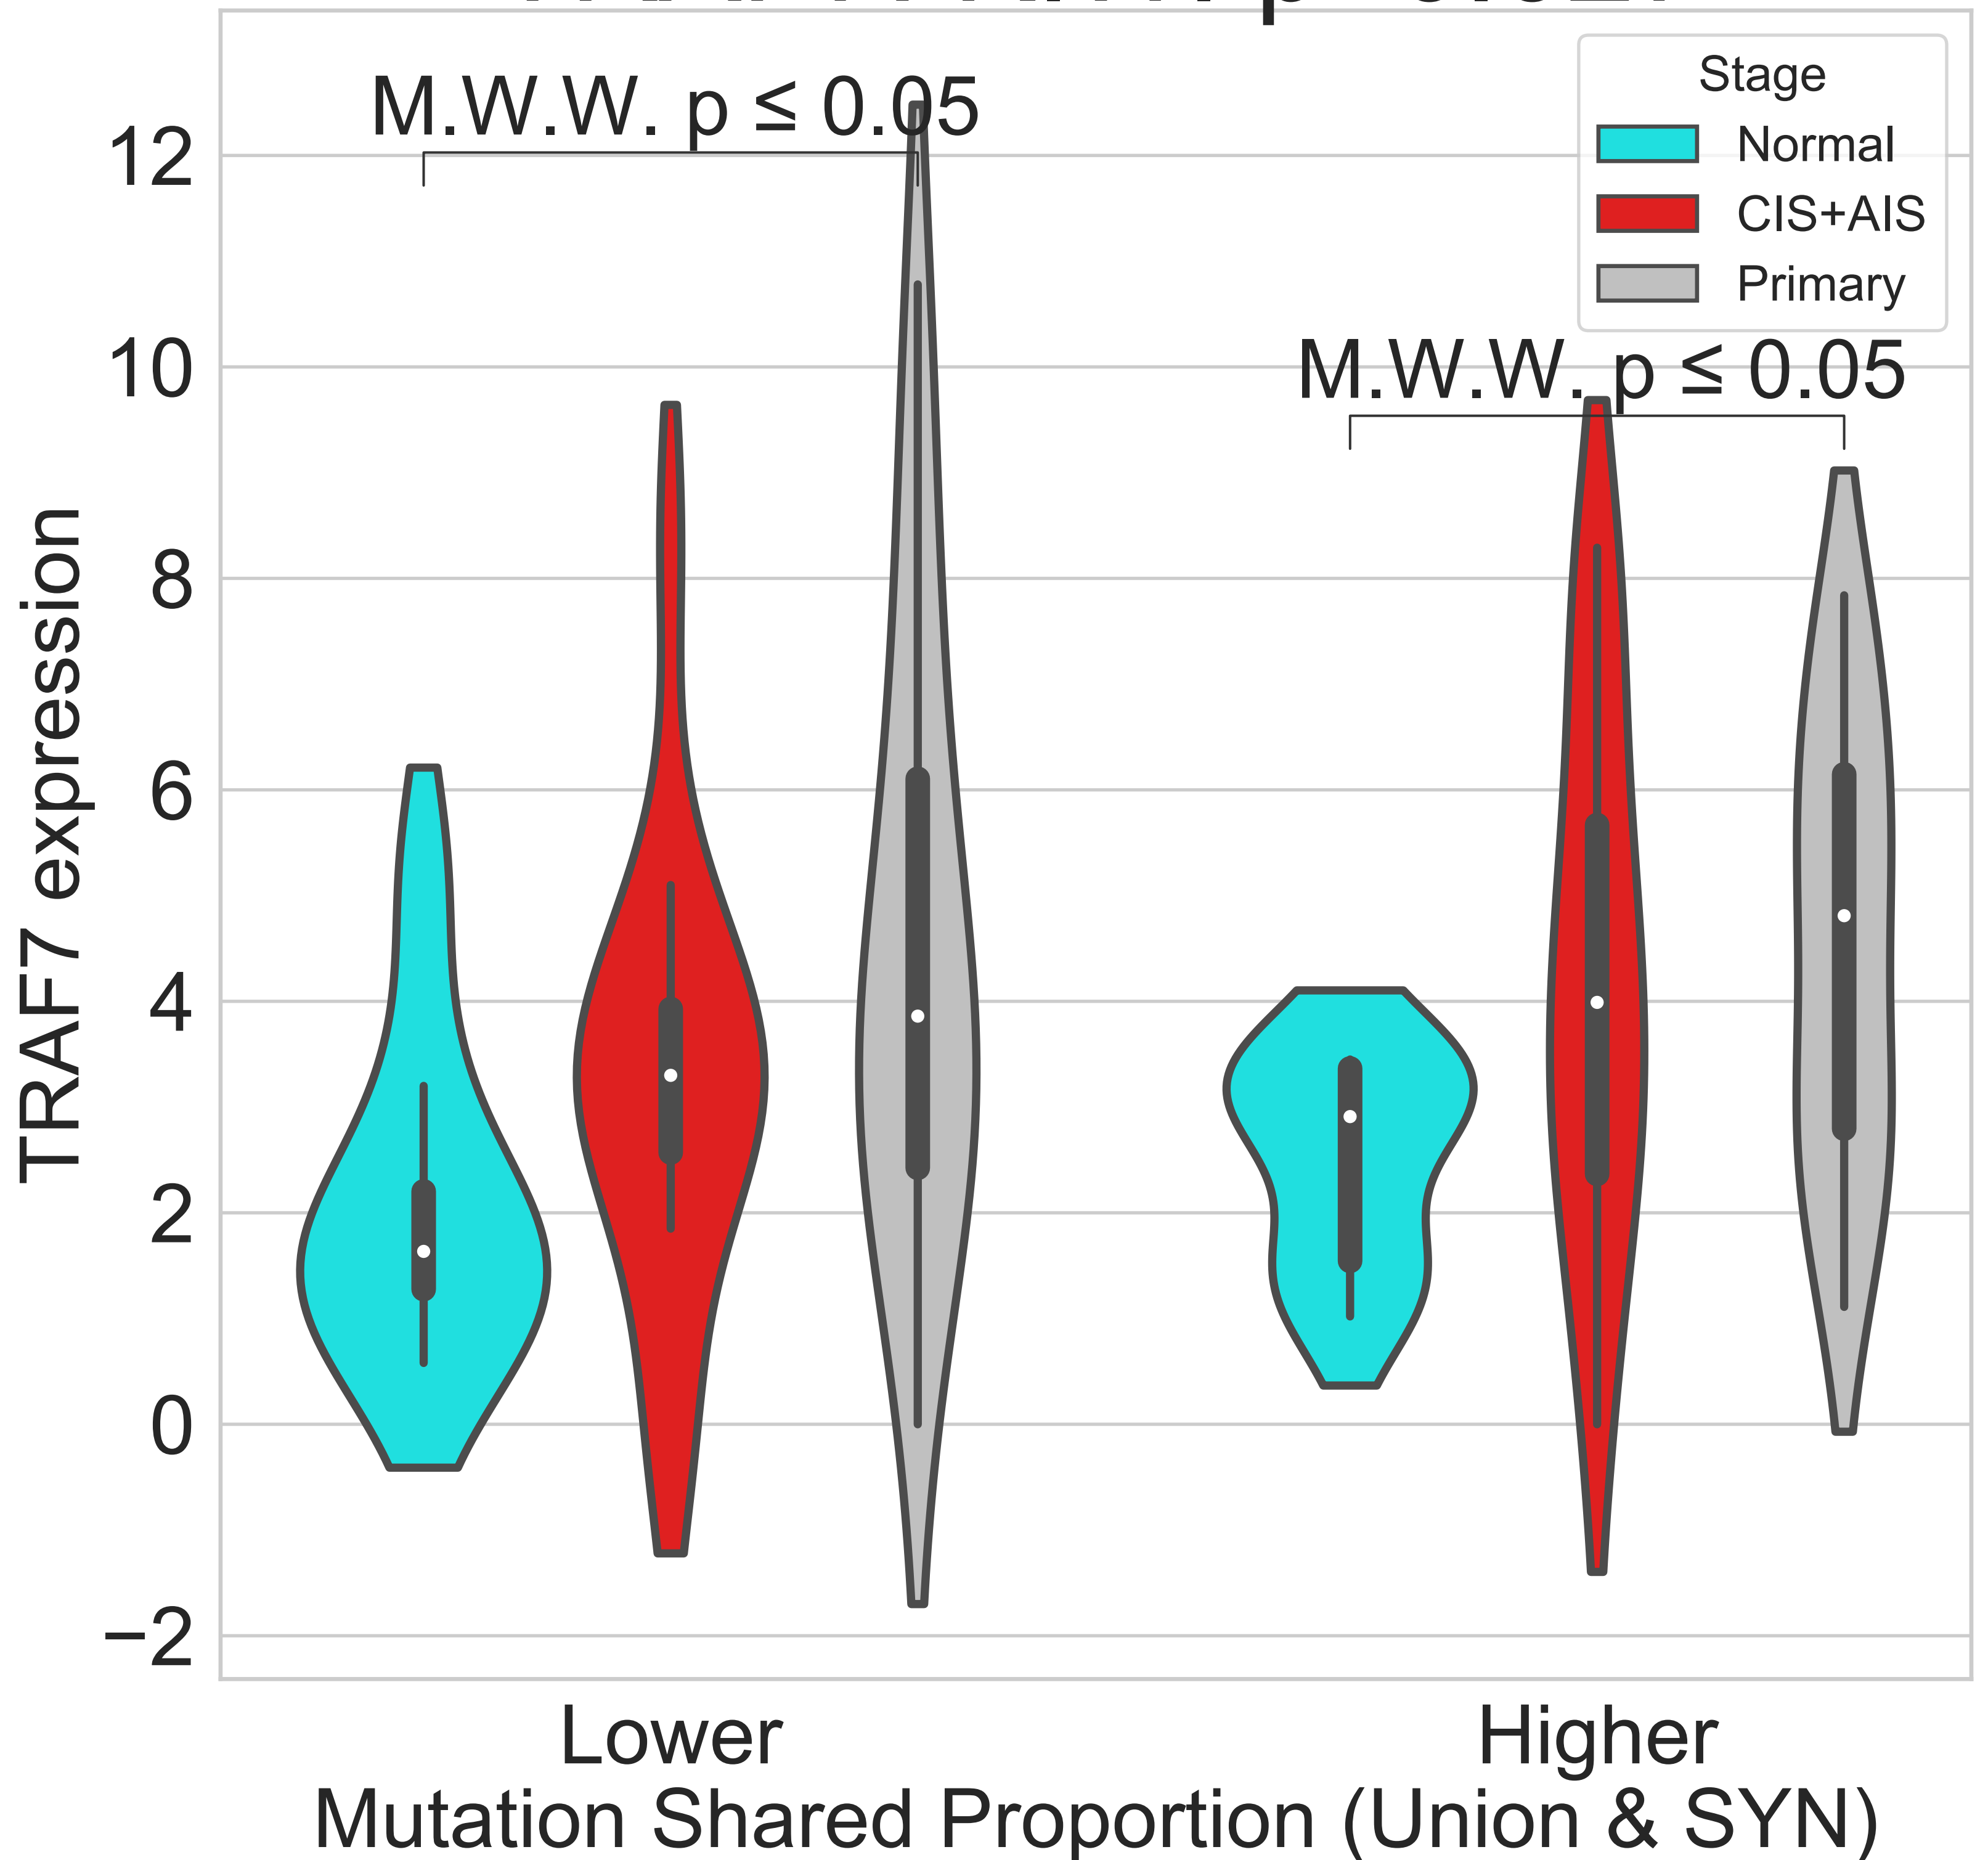 M.W.W. p ≤ 0.05
Stage
Normal
CIS+AIS
Primary
M.W.W. p ≤ 0.05
12
10
8
6
4
2
0
−2
TRAF7 expression
Lower
Higher
Mutation Shared Proportion (Union & SYN)